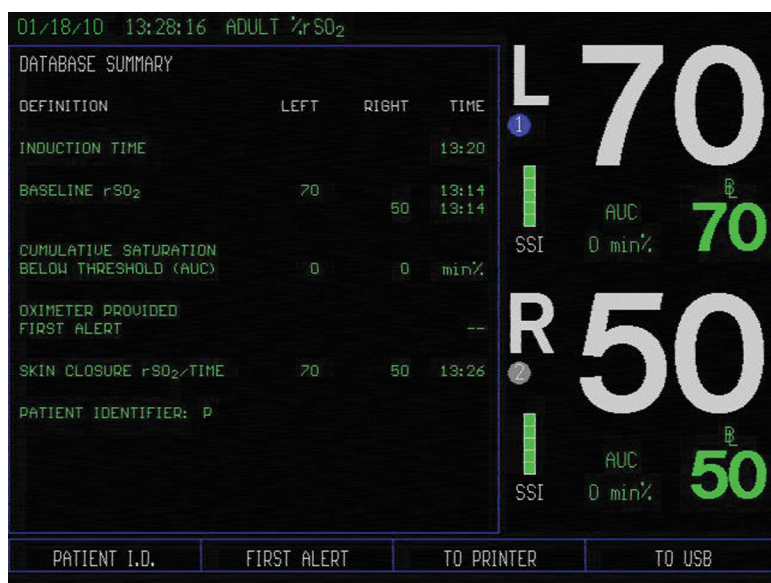 01/18/10 13:28:16 ADULT %rSO₂
DATABASE SUMMARY
DEFINITION LEFT RIGHT TIME
INDUCTION TIME 13:20
BASELINE rSO₂ 70 13:14
50 13:14
CUMULATIVE SATURATION
BELOW THRESHOLD (AUC) 0 0 min%
OXIMETER PROVIDED
FIRST ALERT --
SKIN CLOSURE rSO₂/TIME 70 50 13:26
PATIENT IDENTIFIER: P
L 70
1
BL
AUC 70
SSI 0 min%
R 50
2
BL
AUC 50
SSI 0 min%
PATIENT I.D. FIRST ALERT TO PRINTER TO USB